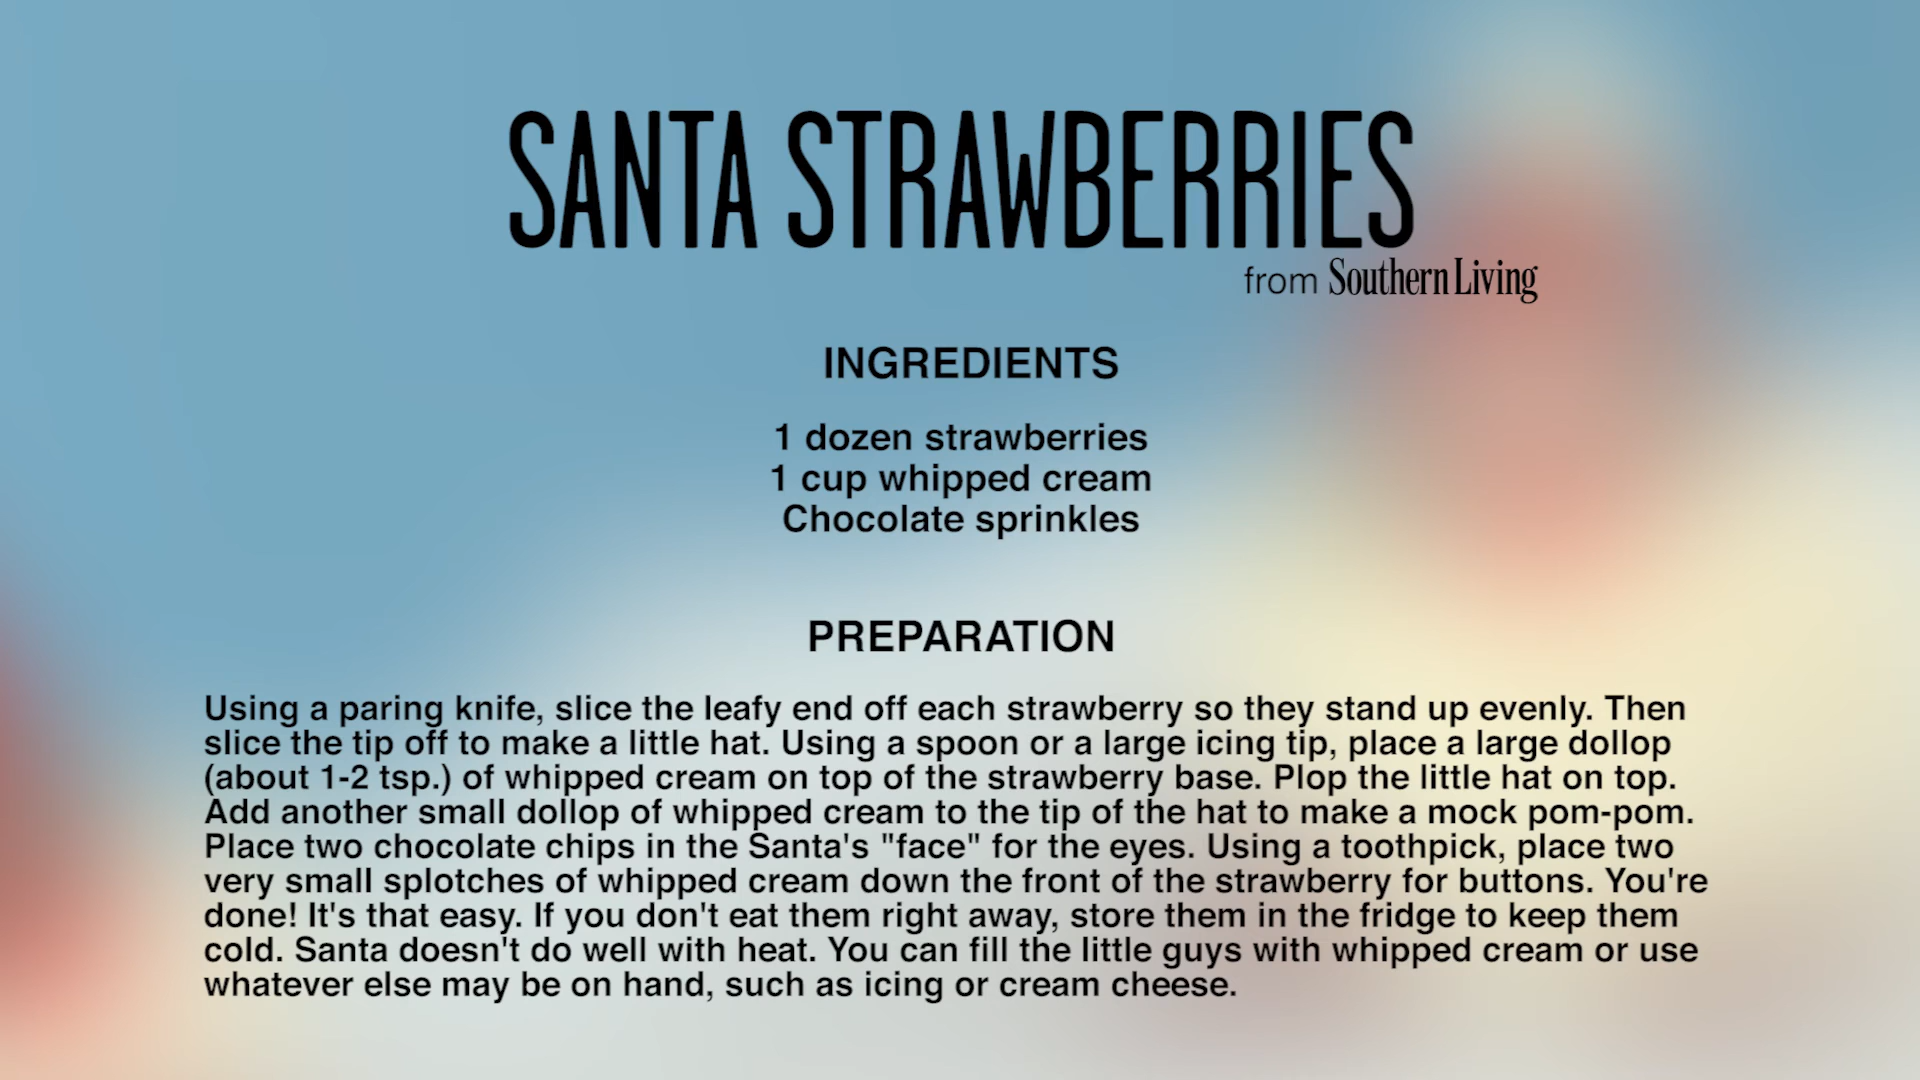 SANTA STRAWBERRIES
from Southern Living
INGREDIENTS
1 dozen strawberries
1 cup whipped cream
Chocolate sprinkles
PREPARATION
Using a paring knife, slice the leafy end off each strawberry so they stand up evenly. Then
slice the tip off to make a little hat. Using a spoon or a large icing tip, place a large dollop
(about 1-2 tsp.) of whipped cream on top of the strawberry base. Plop the little hat on top.
Add another small dollop of whipped cream to the tip of the hat to make a mock pom-pom.
Place two chocolate chips in the Santa's "face" for the eyes. Using a toothpick, place two
very small splotches of whipped cream down the front of the strawberry for buttons. You're
done! It's that easy. If you don't eat them right away, store them in the fridge to keep them
cold. Santa doesn't do well with heat. You can fill the little guys with whipped cream or use
whatever else may be on hand, such as icing or cream cheese.